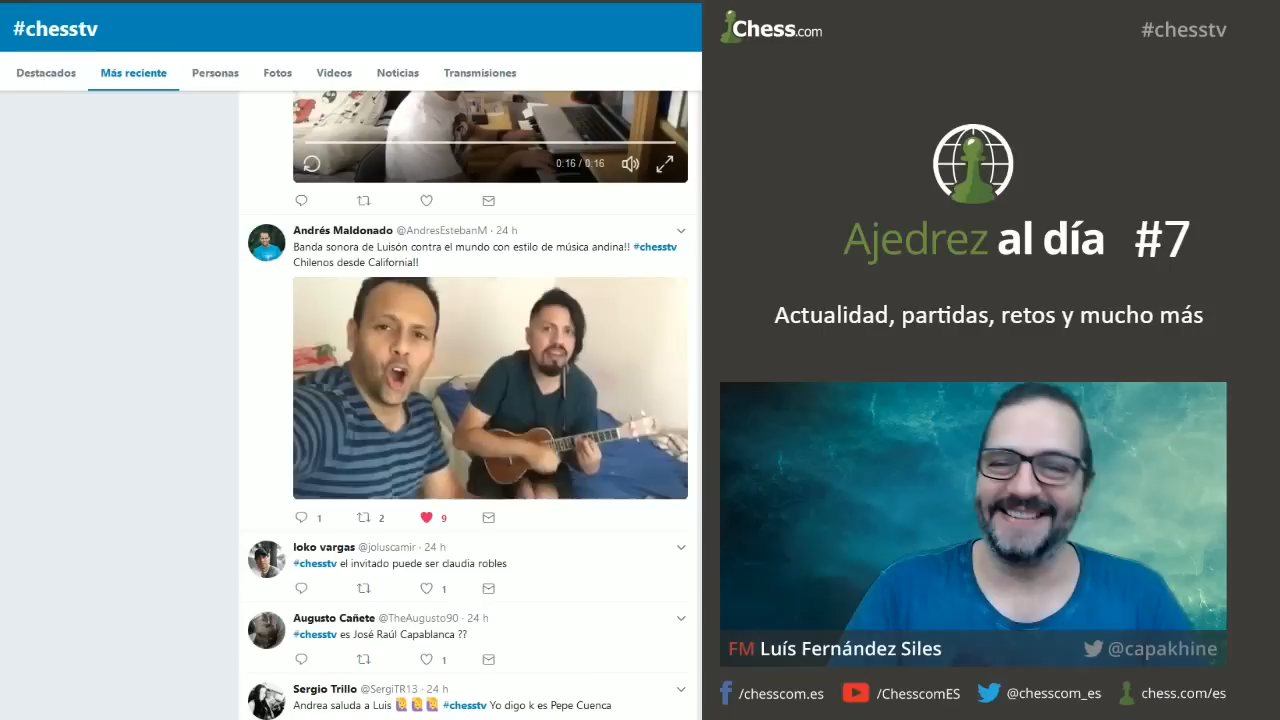 #chesstv
Destacados Más reciente Personas Fotos Videos Noticias Transmisiones
0:16 / 0:16
Andrés Maldonado @AndresEstebanM · 24 h
Banda sonora de Luisón contra el mundo con estilo de música andina!! #chesstv
Chilenos desde California!!
1 2 9
loko vargas @joluscamir · 24 h
#chesstv el invitado puede ser claudia robles
1
Augusto Cañete @TheAugusto90 · 24 h
#chesstv es José Raúl Capablanca ??
1
Sergio Trillo @SergiTR13 · 24 h
Andrea saluda a Luis 🙋🙋🙋 #chesstv Yo digo k es Pepe Cuenca
Chess.com
#chesstv
Ajedrez al día #7
Actualidad, partidas, retos y mucho más
FM Luís Fernández Siles @capakhine
/chesscom.es /ChesscomES @chesscom_es chess.com/es